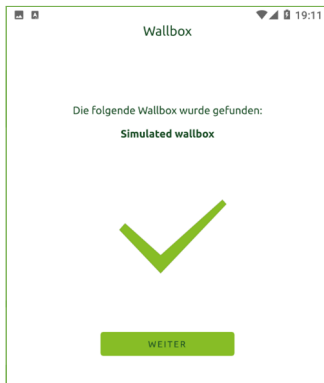 19:11
Wallbox
Die folgende Wallbox wurde gefunden:
Simulated wallbox
WEITER